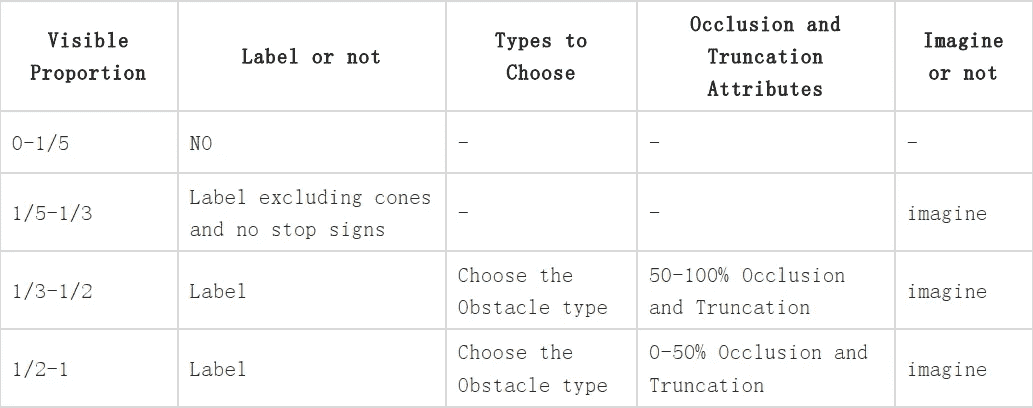 Visible Proportion | Label or not | Types to Choose | Occlusion and Truncation Attributes | Imagine or not
0-1/5 | NO | - | - | -
1/5-1/3 | Label excluding cones and no stop signs | - | - | imagine
1/3-1/2 | Label | Choose the Obstacle type | 50-100% Occlusion and Truncation | imagine
1/2-1 | Label | Choose the Obstacle type | 0-50% Occlusion and Truncation | imagine